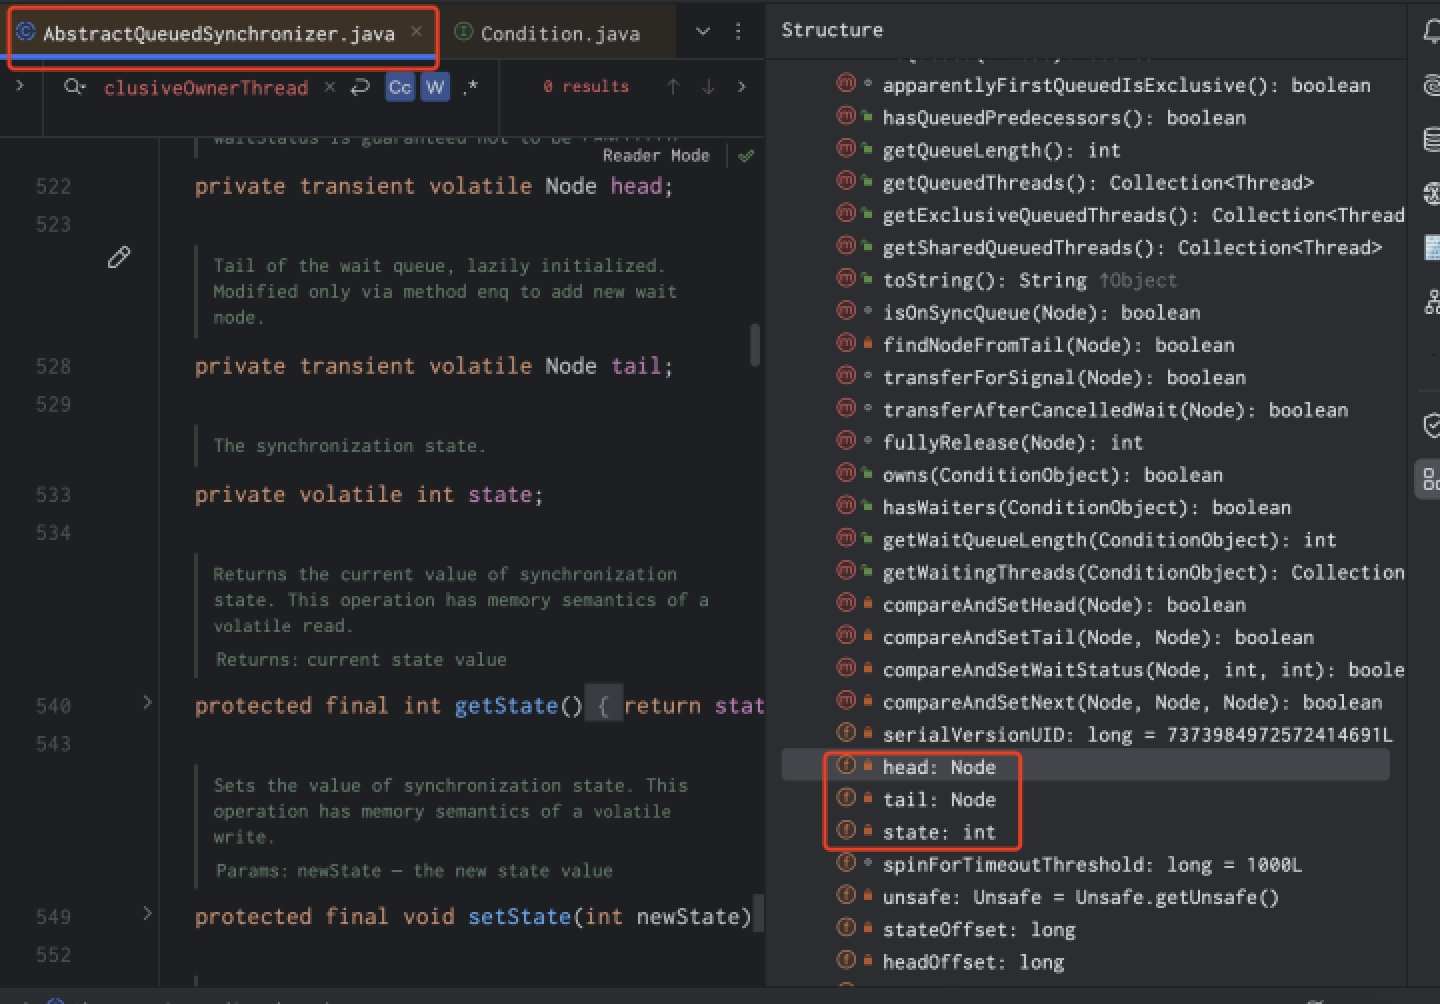 AbstractQueuedSynchronizer.java
Condition.java
clusiveOwnerThread
Cc
W
.*
0 results
Reader Mode
522 private transient volatile Node head;
523
Tail of the wait queue, lazily initialized.
Modified only via method enq to add new wait
node.
528 private transient volatile Node tail;
529
The synchronization state.
533 private volatile int state;
534
Returns the current value of synchronization
state. This operation has memory semantics of a
volatile read.
Returns: current state value
540 protected final int getState() { return stat
543
Sets the value of synchronization state. This
operation has memory semantics of a volatile
write.
Params: newState – the new state value
549 protected final void setState(int newState)
552
Structure
apparentlyFirstQueuedIsExclusive(): boolean
hasQueuedPredecessors(): boolean
getQueueLength(): int
getQueuedThreads(): Collection<Thread>
getExclusiveQueuedThreads(): Collection<Thread
getSharedQueuedThreads(): Collection<Thread>
toString(): String ↑Object
isOnSyncQueue(Node): boolean
findNodeFromTail(Node): boolean
transferForSignal(Node): boolean
transferAfterCancelledWait(Node): boolean
fullyRelease(Node): int
owns(ConditionObject): boolean
hasWaiters(ConditionObject): boolean
getWaitQueueLength(ConditionObject): int
getWaitingThreads(ConditionObject): Collection
compareAndSetHead(Node): boolean
compareAndSetTail(Node, Node): boolean
compareAndSetWaitStatus(Node, int, int): boole
compareAndSetNext(Node, Node, Node): boolean
serialVersionUID: long = 7373984972572414691L
head: Node
tail: Node
state: int
spinForTimeoutThreshold: long = 1000L
unsafe: Unsafe = Unsafe.getUnsafe()
stateOffset: long
headOffset: long